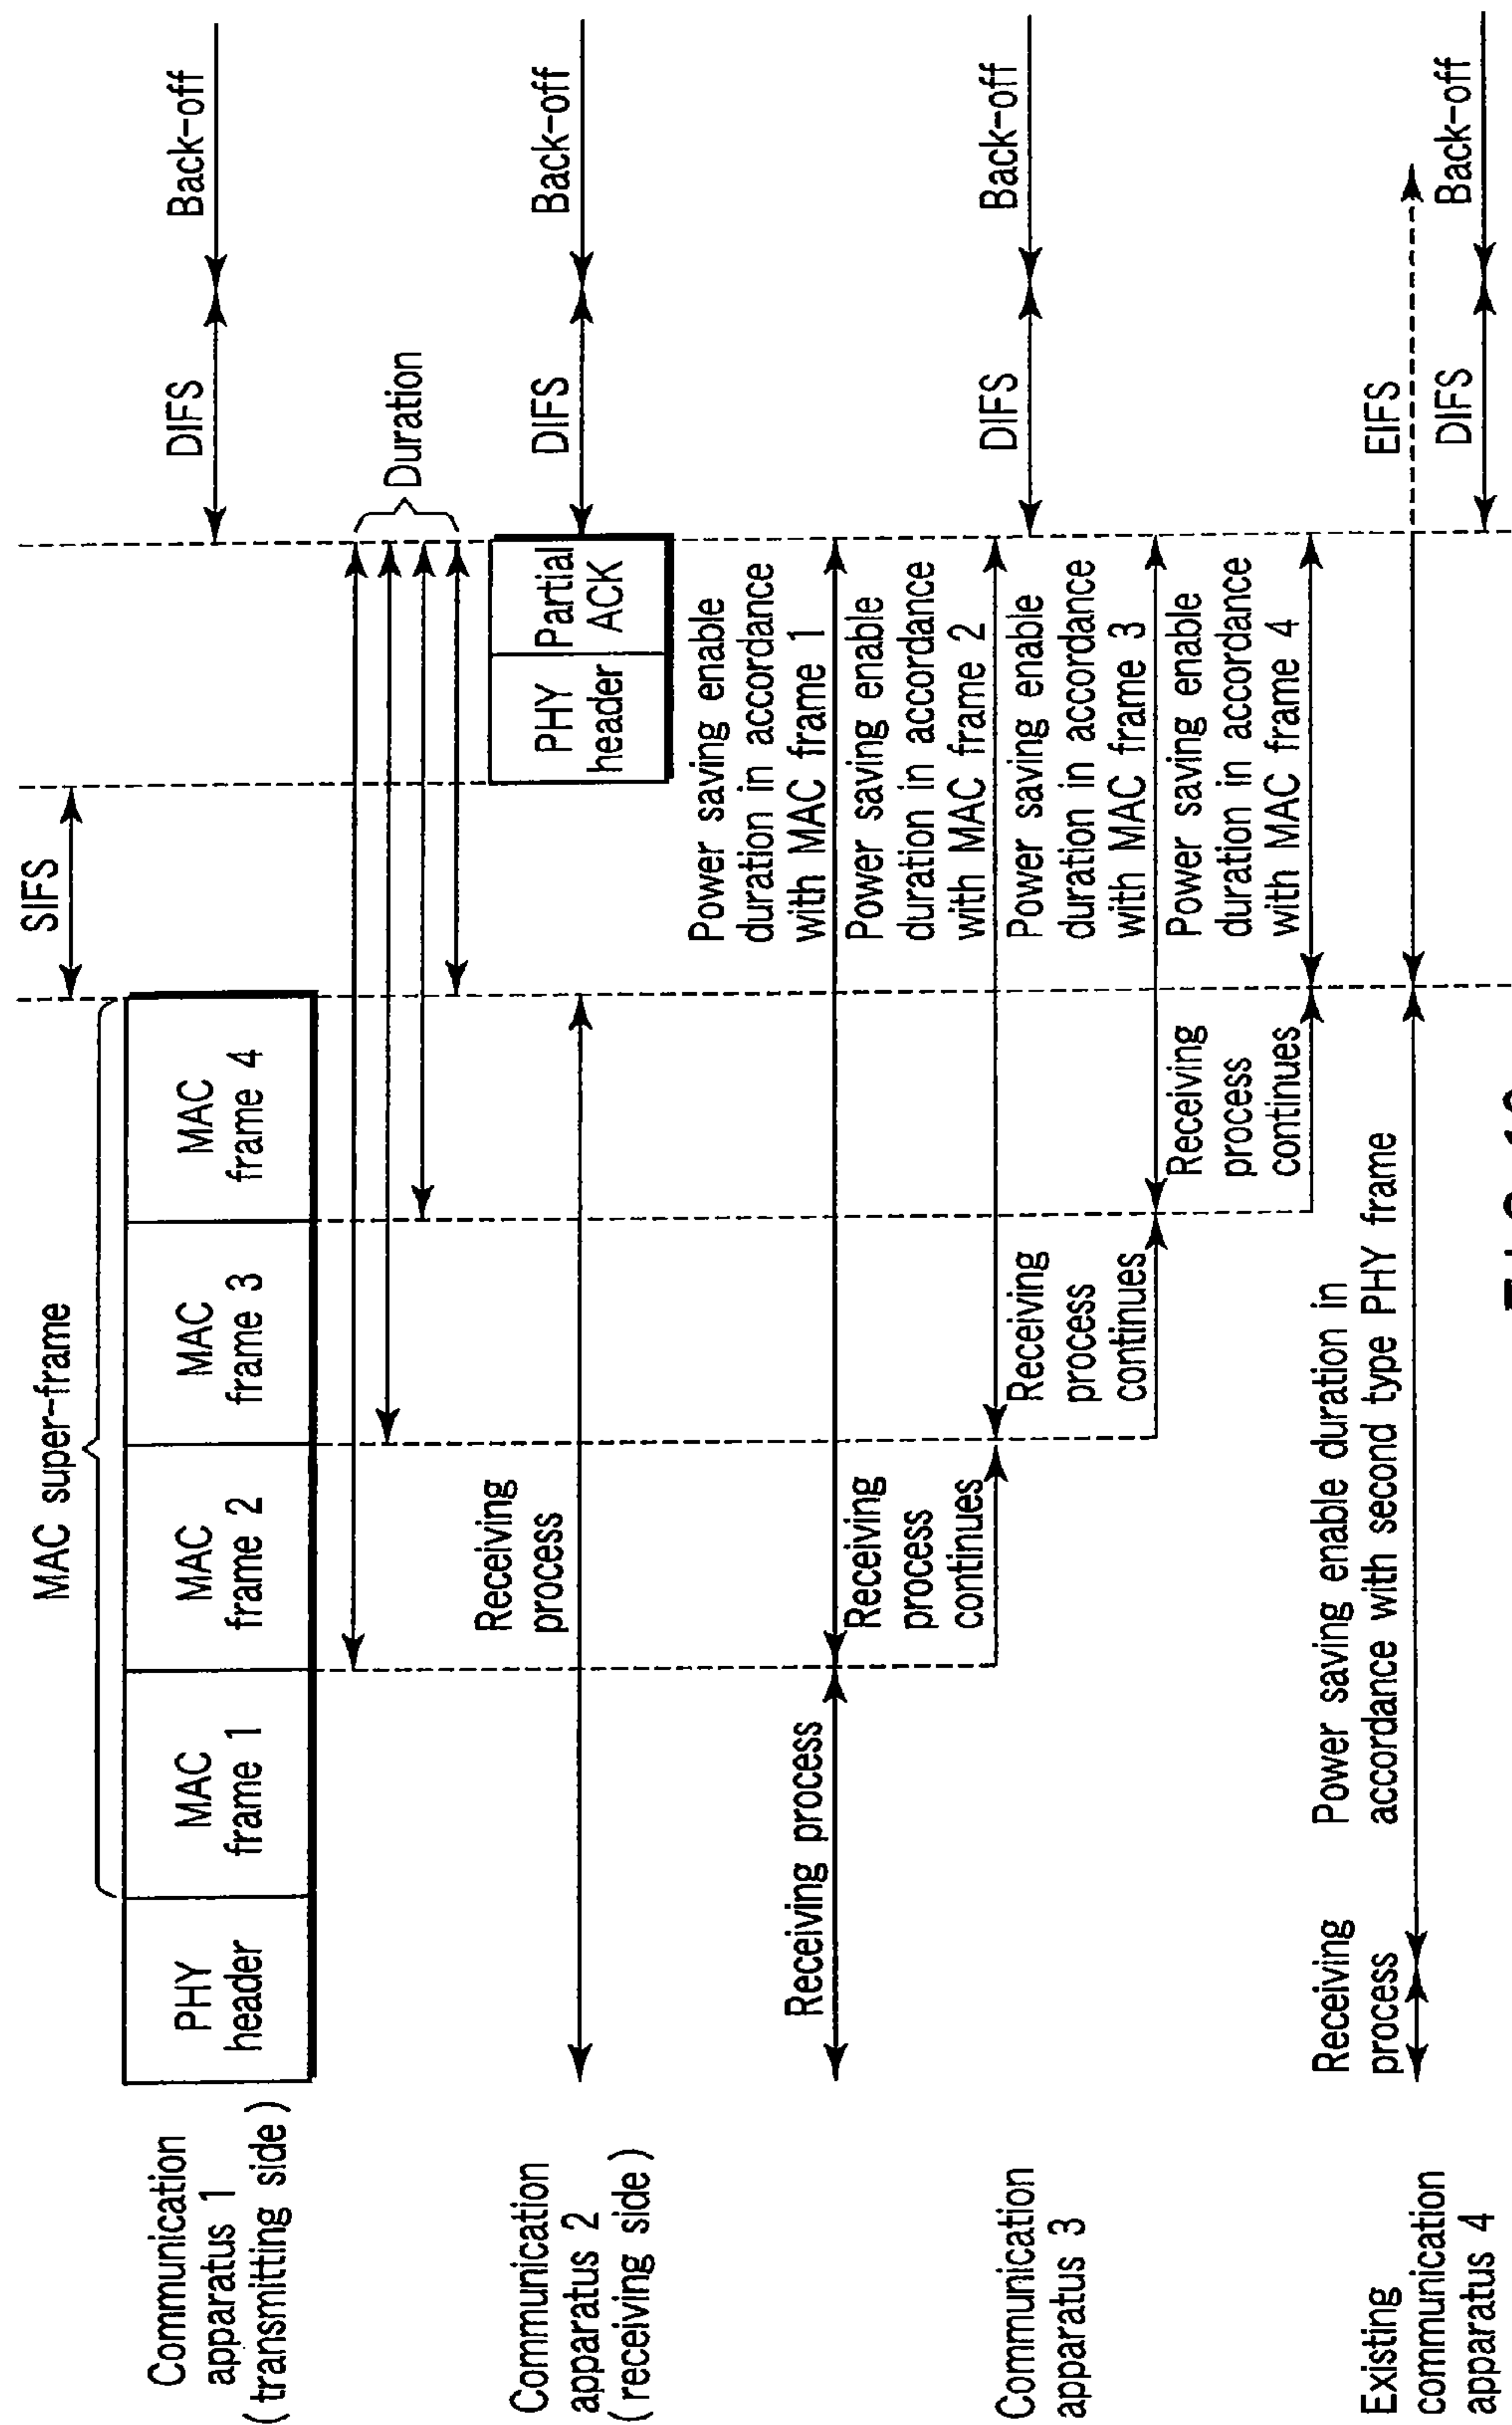 SIFS
MAC super-frame
Communication
apparatus 1
(transmitting side)
PHY
header
MAC
frame 1
MAC
frame 2
MAC
frame 3
MAC
frame 4
DIFS
Back-off
Duration
Communication
apparatus 2
(receiving side)
Receiving
process
PHY
header
Partial
ACK
DIFS
Back-off
Communication
apparatus 3
Receiving process
Power saving enable
duration in accordance
with MAC frame 1
Receiving
process
continues
Power saving enable
duration in accordance
with MAC frame 2
Receiving
process
continues
Power saving enable
duration in accordance
with MAC frame 3
Receiving
process
continues
Power saving enable
duration in accordance
with MAC frame 4
DIFS
Back-off
Existing
communication
apparatus 4
Receiving
process
Power saving enable duration in
accordance with second type PHY frame
EIFS
DIFS
Back-off